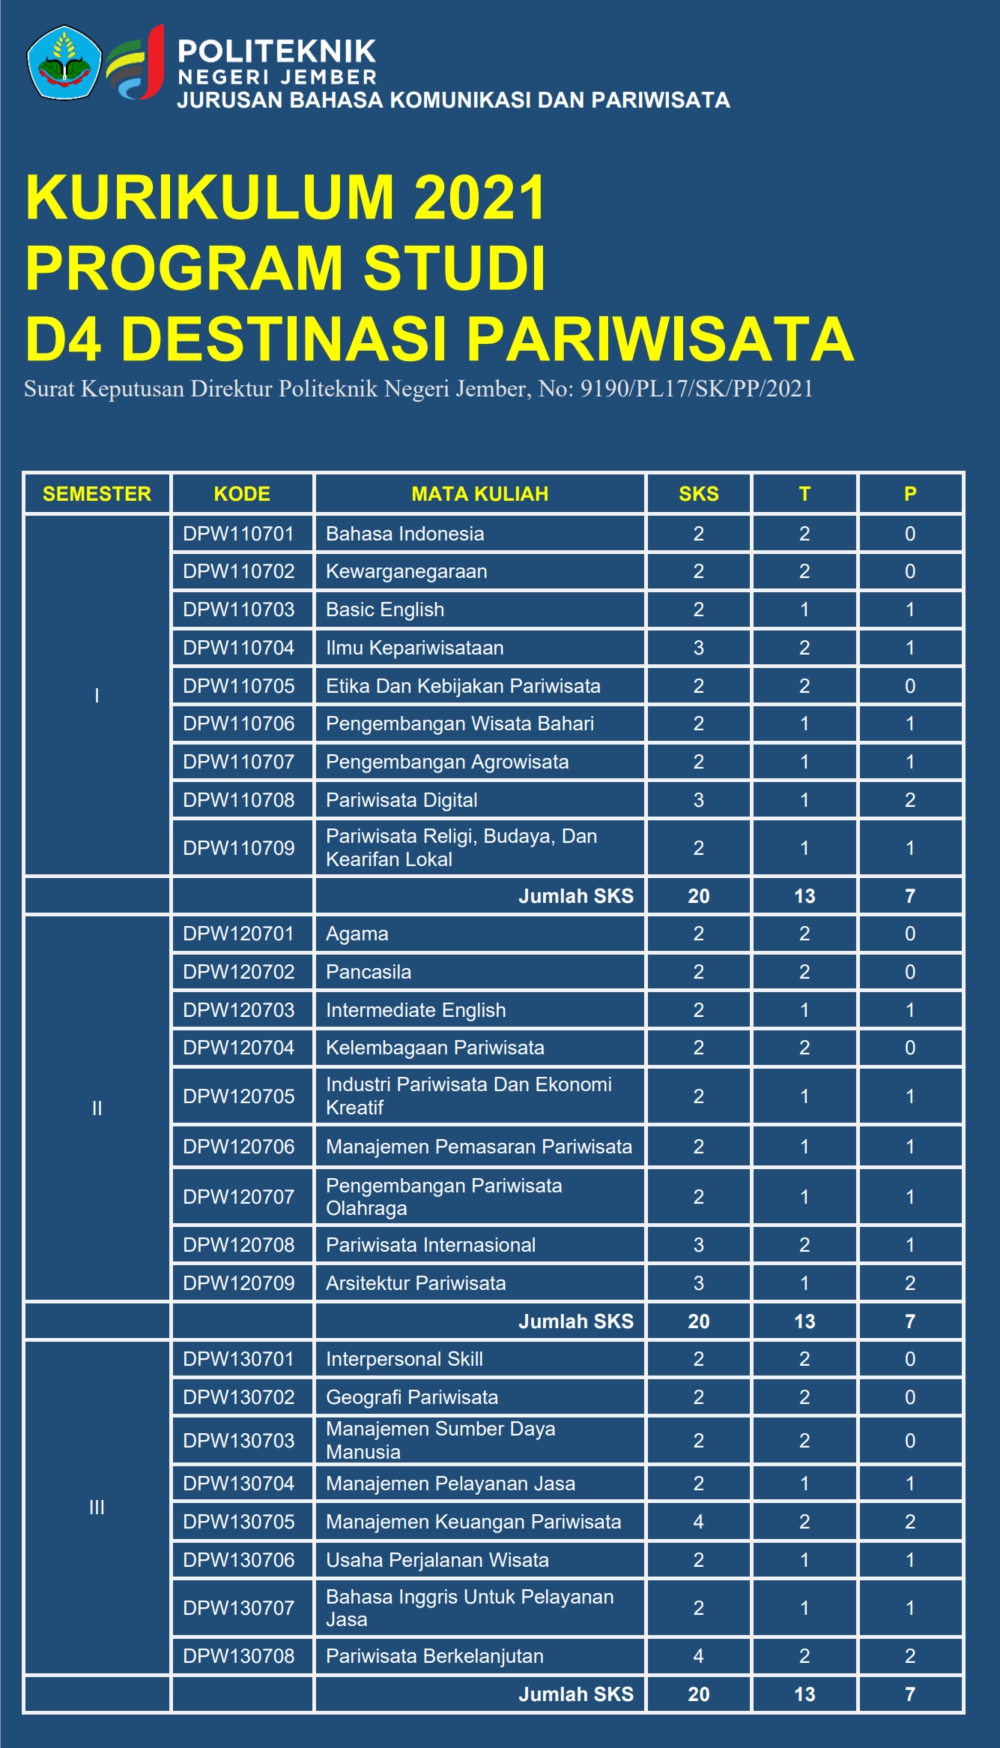 POLITEKNIK
NEGERI JEMBER
JURUSAN BAHASA KOMUNIKASI DAN PARIWISATA
KURIKULUM 2021
PROGRAM STUDI
D4 DESTINASI PARIWISATA
Surat Keputusan Direktur Politeknik Negeri Jember, No: 9190/PL17/SK/PP/2021
SEMESTER KODE MATA KULIAH SKS T P
I
DPW110701 Bahasa Indonesia 2 2 0
DPW110702 Kewarganegaraan 2 2 0
DPW110703 Basic English 2 1 1
DPW110704 Ilmu Kepariwisataan 3 2 1
DPW110705 Etika Dan Kebijakan Pariwisata 2 2 0
DPW110706 Pengembangan Wisata Bahari 2 1 1
DPW110707 Pengembangan Agrowisata 2 1 1
DPW110708 Pariwisata Digital 3 1 2
DPW110709 Pariwisata Religi, Budaya, Dan
Kearifan Lokal 2 1 1
Jumlah SKS 20 13 7
II
DPW120701 Agama 2 2 0
DPW120702 Pancasila 2 2 0
DPW120703 Intermediate English 2 1 1
DPW120704 Kelembagaan Pariwisata 2 2 0
DPW120705 Industri Pariwisata Dan Ekonomi
Kreatif 2 1 1
DPW120706 Manajemen Pemasaran Pariwisata 2 1 1
DPW120707 Pengembangan Pariwisata
Olahraga 2 1 1
DPW120708 Pariwisata Internasional 3 2 1
DPW120709 Arsitektur Pariwisata 3 1 2
Jumlah SKS 20 13 7
III
DPW130701 Interpersonal Skill 2 2 0
DPW130702 Geografi Pariwisata 2 2 0
DPW130703 Manajemen Sumber Daya
Manusia 2 2 0
DPW130704 Manajemen Pelayanan Jasa 2 1 1
DPW130705 Manajemen Keuangan Pariwisata 4 2 2
DPW130706 Usaha Perjalanan Wisata 2 1 1
DPW130707 Bahasa Inggris Untuk Pelayanan
Jasa 2 1 1
DPW130708 Pariwisata Berkelanjutan 4 2 2
Jumlah SKS 20 13 7